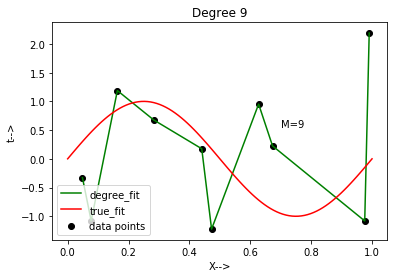 Degree 9
t-->
2.0
1.5
1.0
0.5
0.0
−0.5
−1.0
M=9
degree_fit
true_fit
data points
0.0 0.2 0.4 0.6 0.8 1.0
X-->